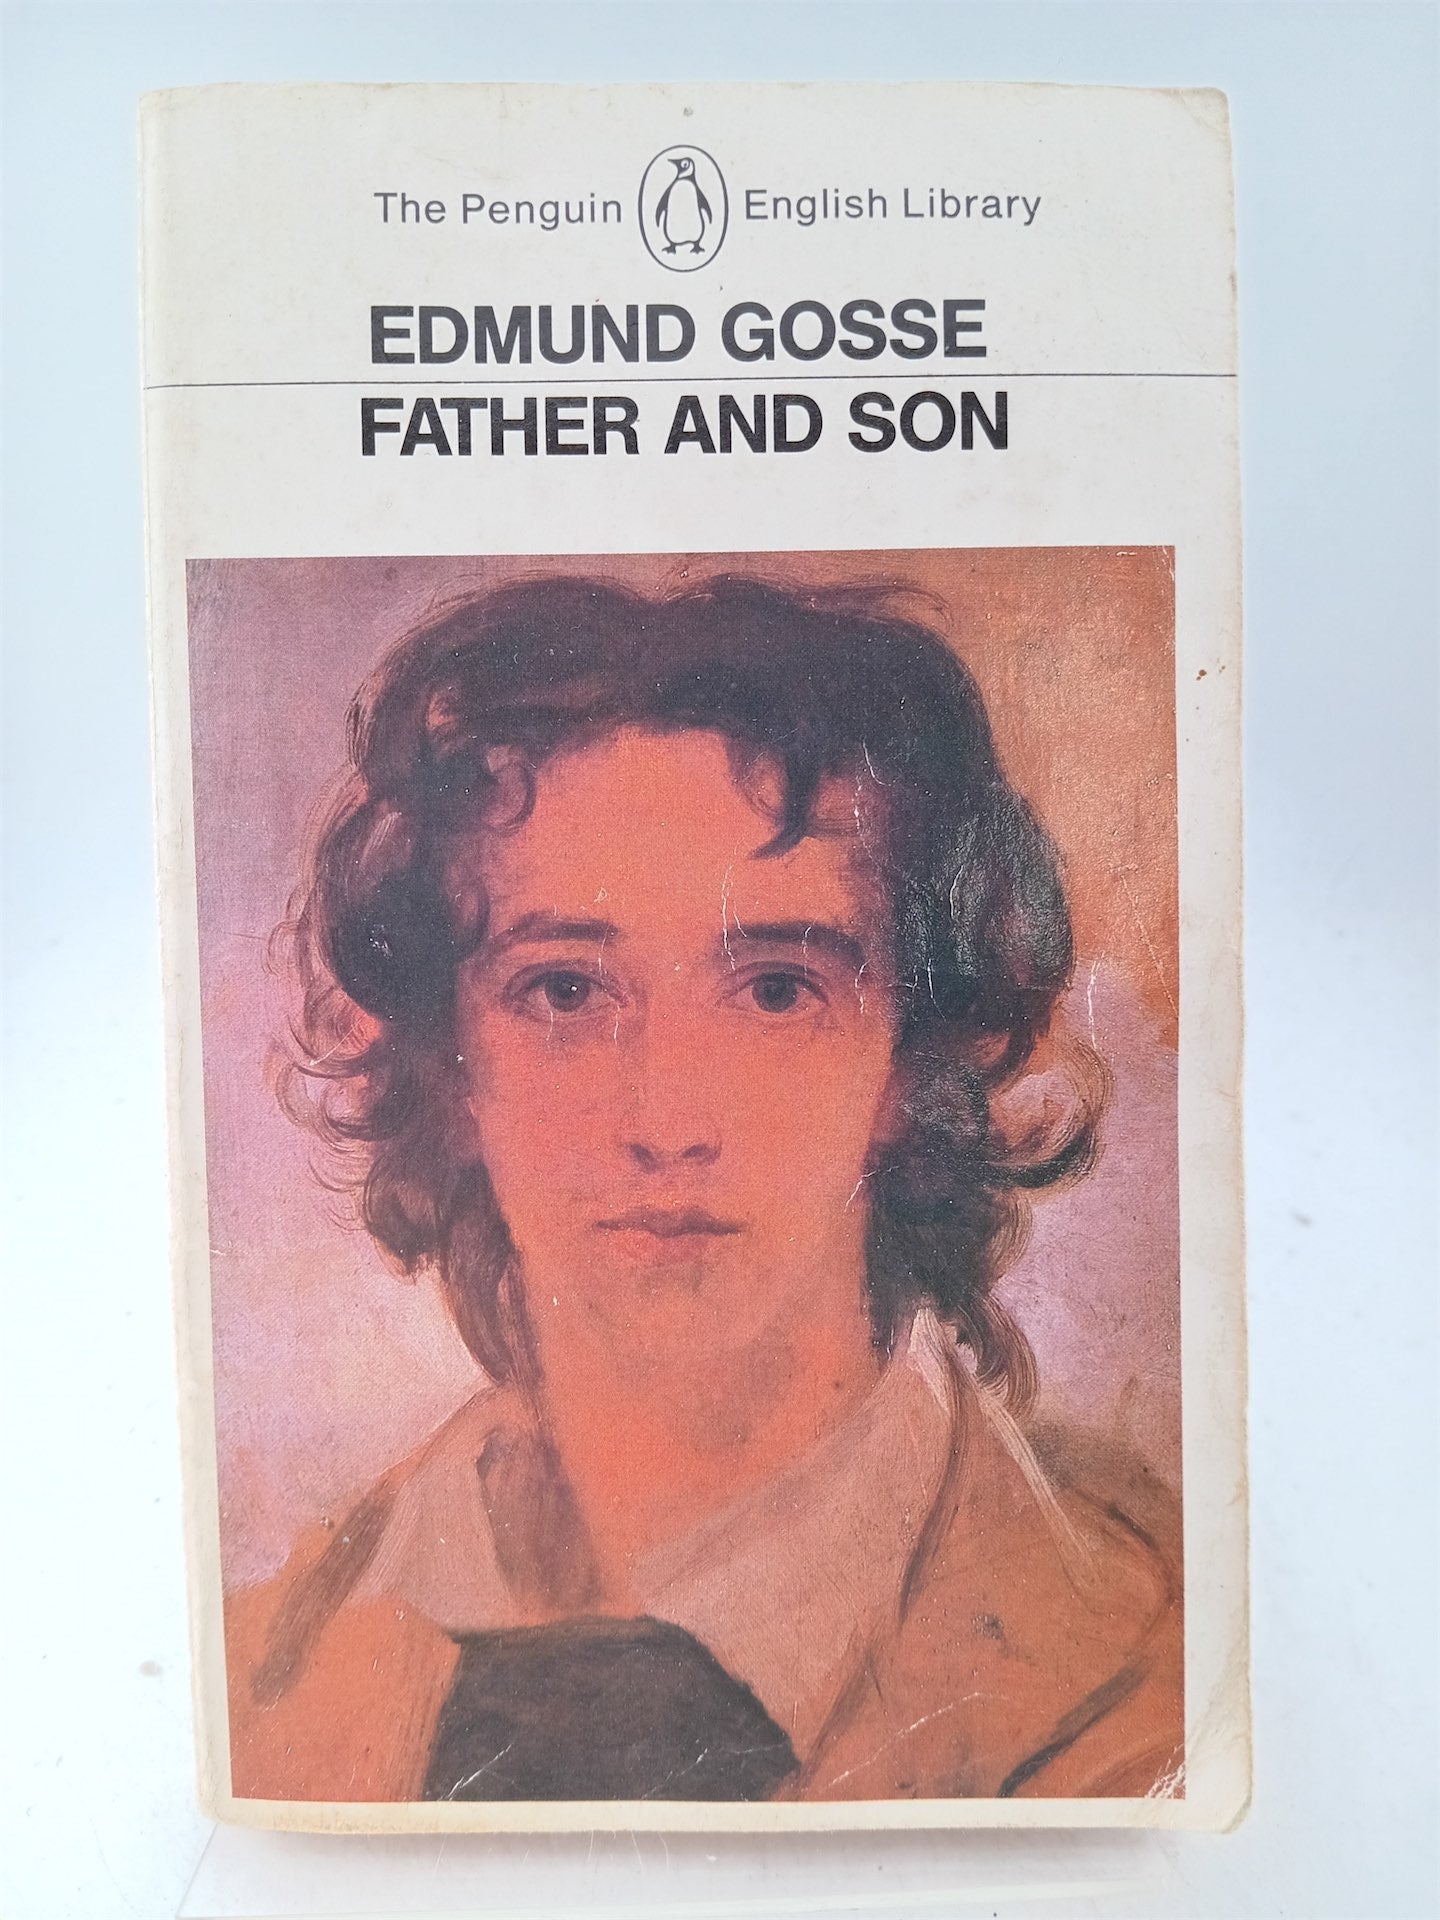 The Penguin English Library
EDMUND GOSSE
FATHER AND SON